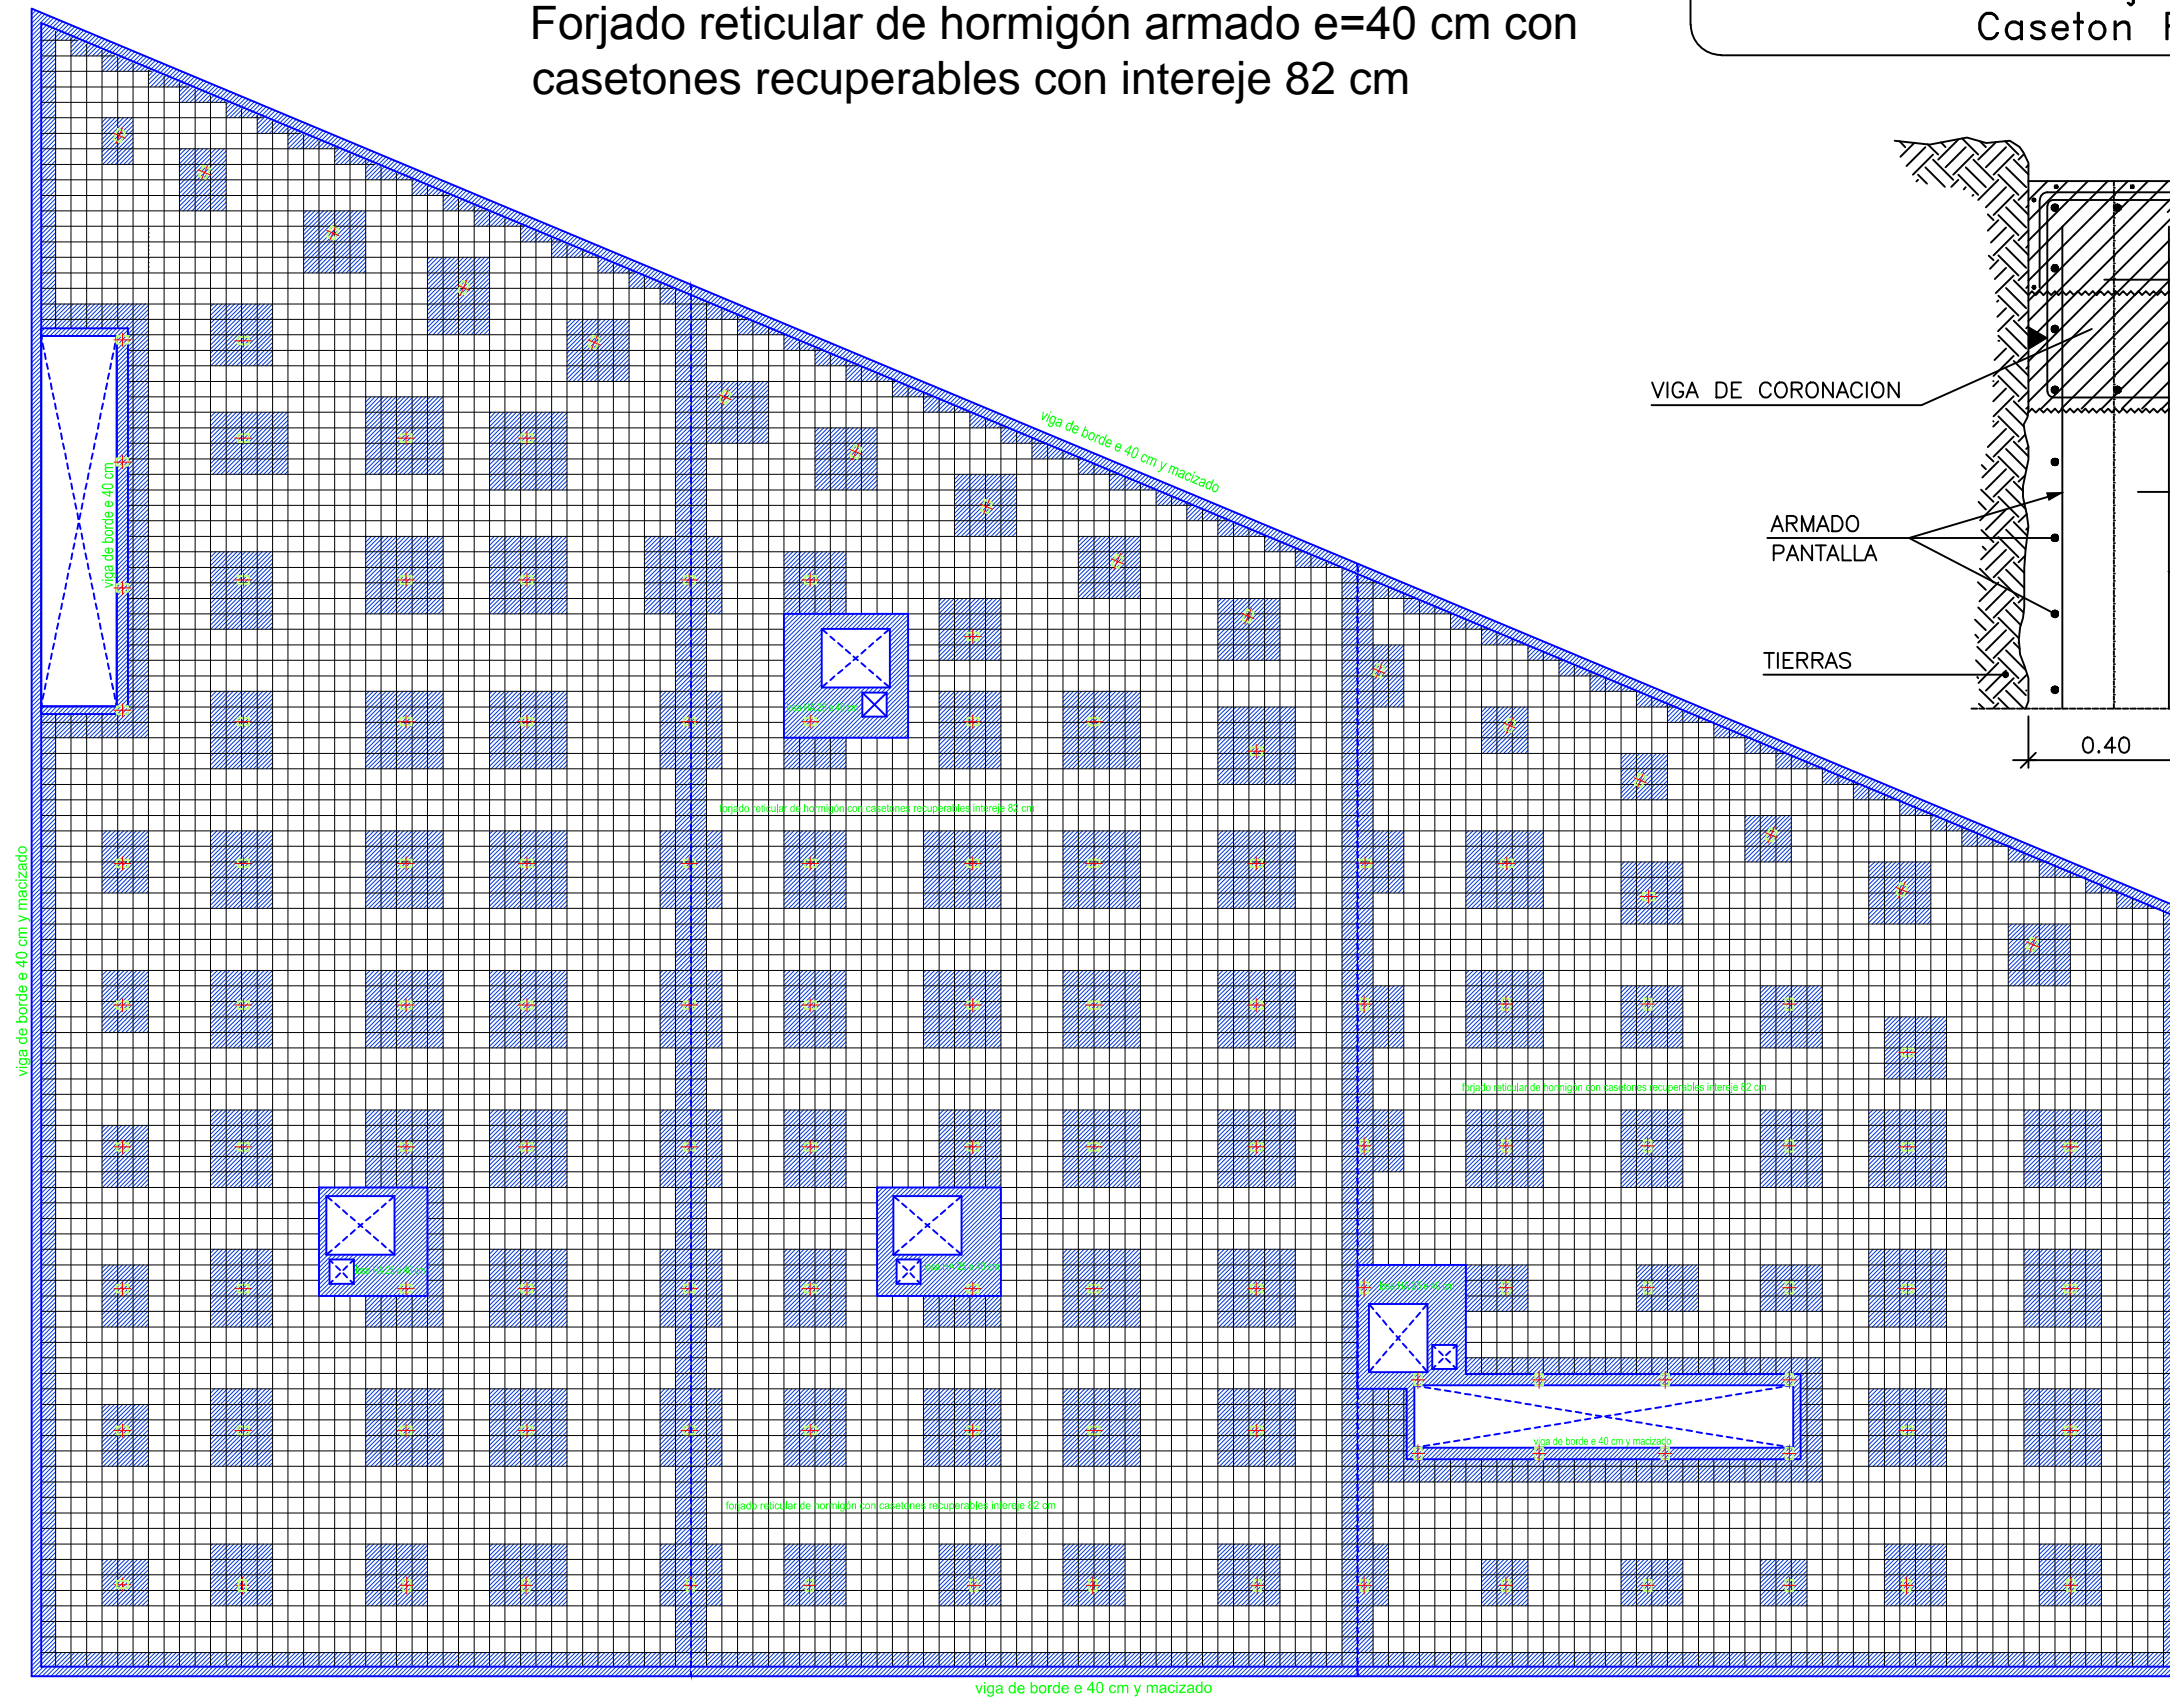 Forjado reticular de hormigón armado e=40 cm con
casetones recuperables con intereje 82 cm
Caseton
VIGA DE CORONACION
ARMADO
PANTALLA
TIERRAS
0.40
viga de borde e 40 cm y macizado
viga de borde e 40 cm
forjado reticular de hormigón con casetones recuperables intereje 82 cm
viga de borde e 40 cm y macizado
forjado reticular de hormigón con casetones recuperables intereje 82 cm
viga de borde e 40 cm y macizado
forjado reticular de hormigón con casetones recuperables intereje 82 cm
viga de borde e 40 cm y macizado